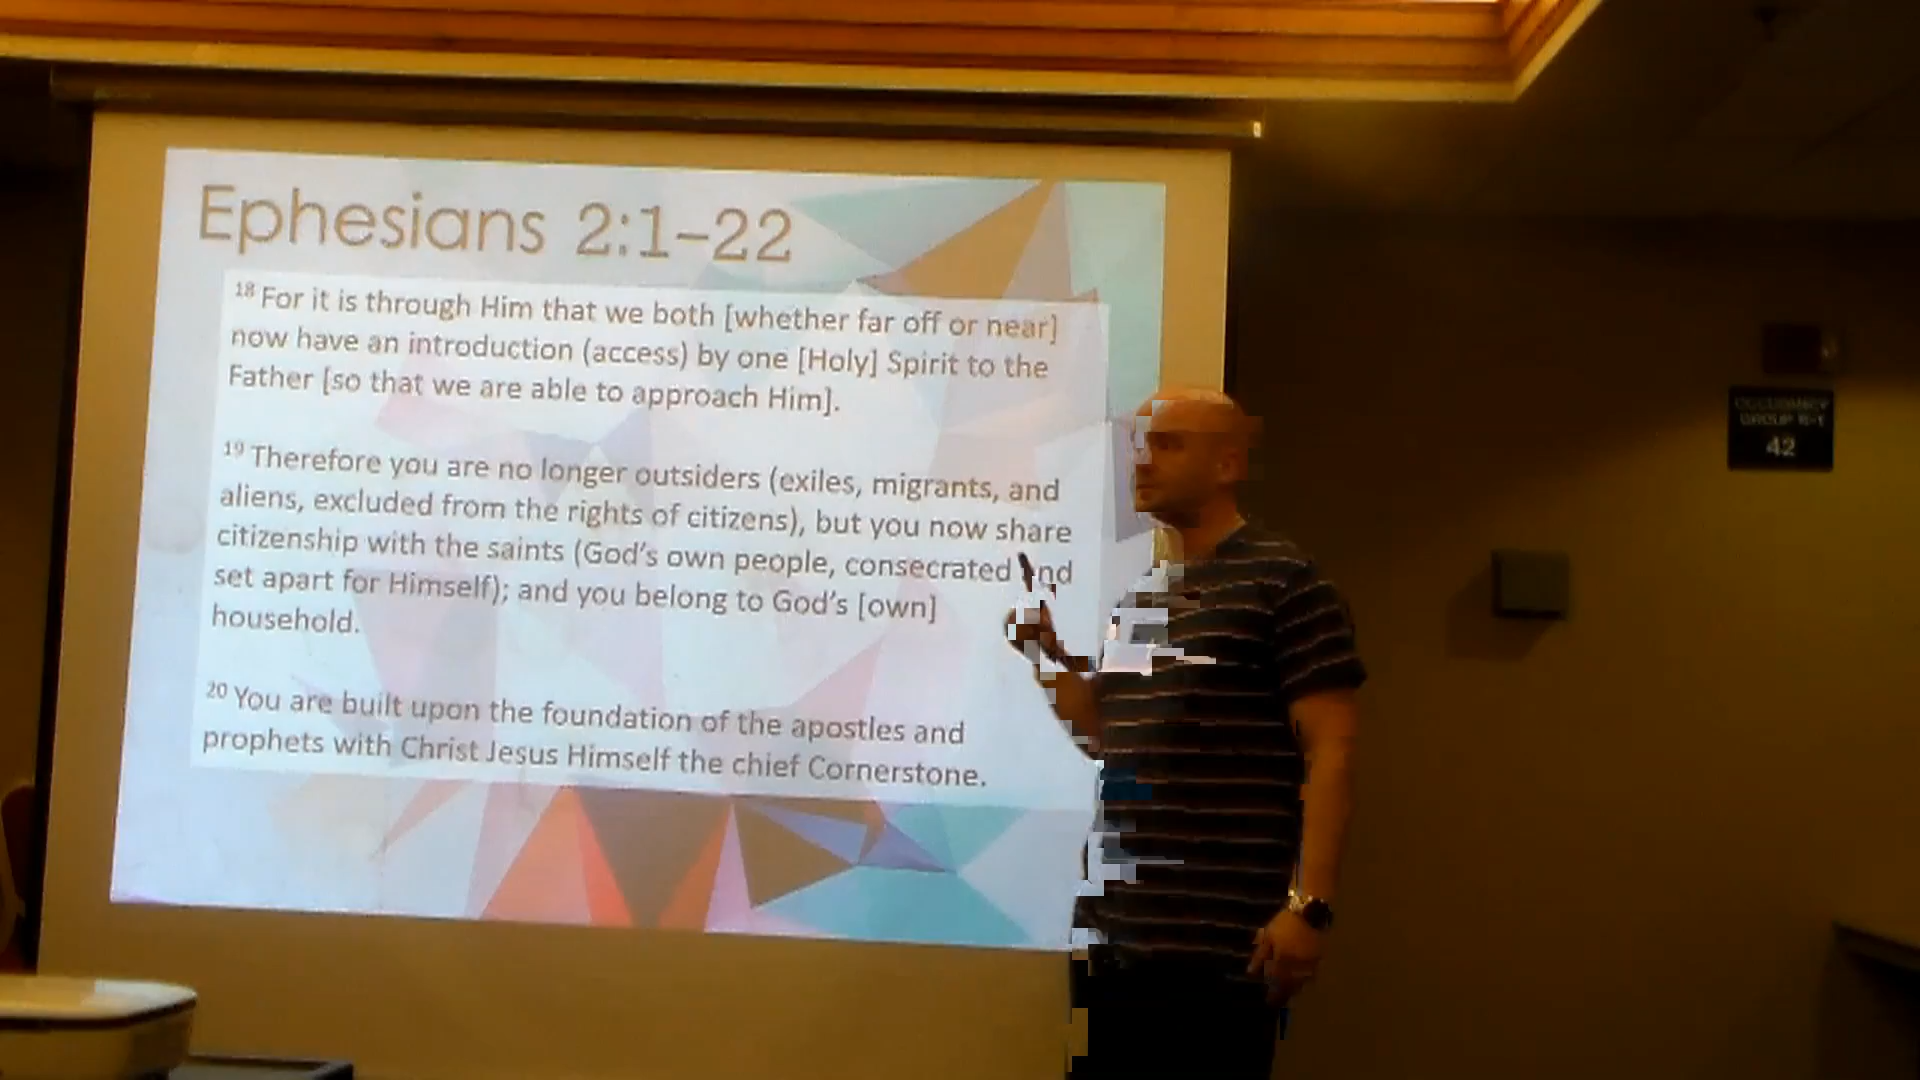 Ephesians 2:1–22
18 For it is through Him that we both [whether far off or near]
now have an introduction (access) by one [Holy] Spirit to the
Father [so that we are able to approach Him].
19 Therefore you are no longer outsiders (exiles, migrants, and
aliens, excluded from the rights of citizens), but you now share
citizenship with the saints (God's own people, consecrated and
set apart for Himself); and you belong to God's [own]
household.
20 You are built upon the foundation of the apostles and
prophets with Christ Jesus Himself the chief Cornerstone.
OCCUPANCY
GROUP
42